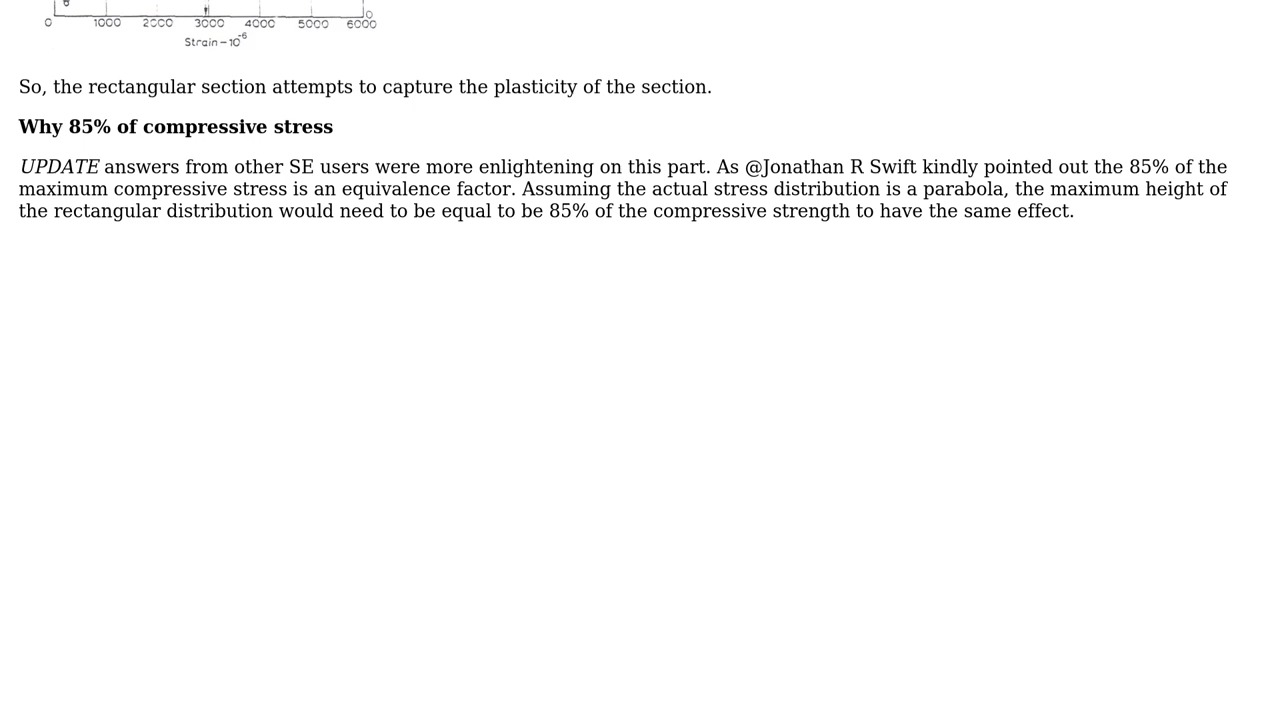 0 1000 2000 3000 4000 5000 6000
Strain-10-6
So, the rectangular section attempts to capture the plasticity of the section.
Why 85% of compressive stress
UPDATE answers from other SE users were more enlightening on this part. As @Jonathan R Swift kindly pointed out the 85% of the
maximum compressive stress is an equivalence factor. Assuming the actual stress distribution is a parabola, the maximum height of
the rectangular distribution would need to be equal to be 85% of the compressive strength to have the same effect.